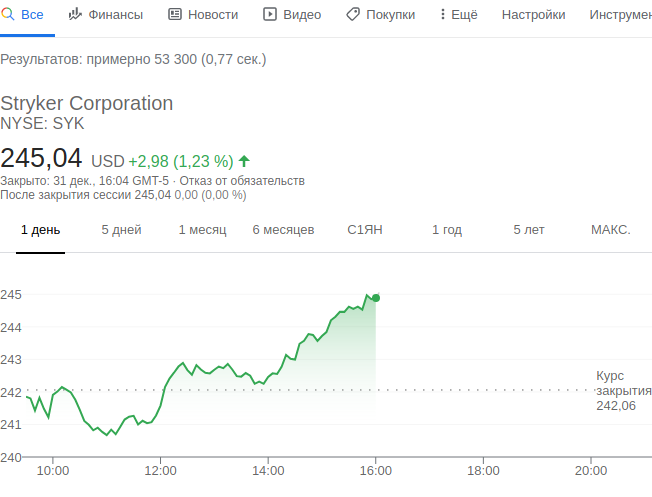 Все Финансы Новости Видео Покупки Ещё Настройки Инструмен
Результатов: примерно 53 300 (0,77 сек.)
Stryker Corporation
NYSE: SYK
245,04 USD +2,98 (1,23 %)
Закрыто: 31 дек., 16:04 GMT-5 · Отказ от обязательств
После закрытия сессии 245,04 0,00 (0,00 %)
1 день 5 дней 1 месяц 6 месяцев С1ЯН 1 год 5 лет МАКС.
245
244
243
242
241
240
Курс
закрытия
242,06
10:00 12:00 14:00 16:00 18:00 20:00